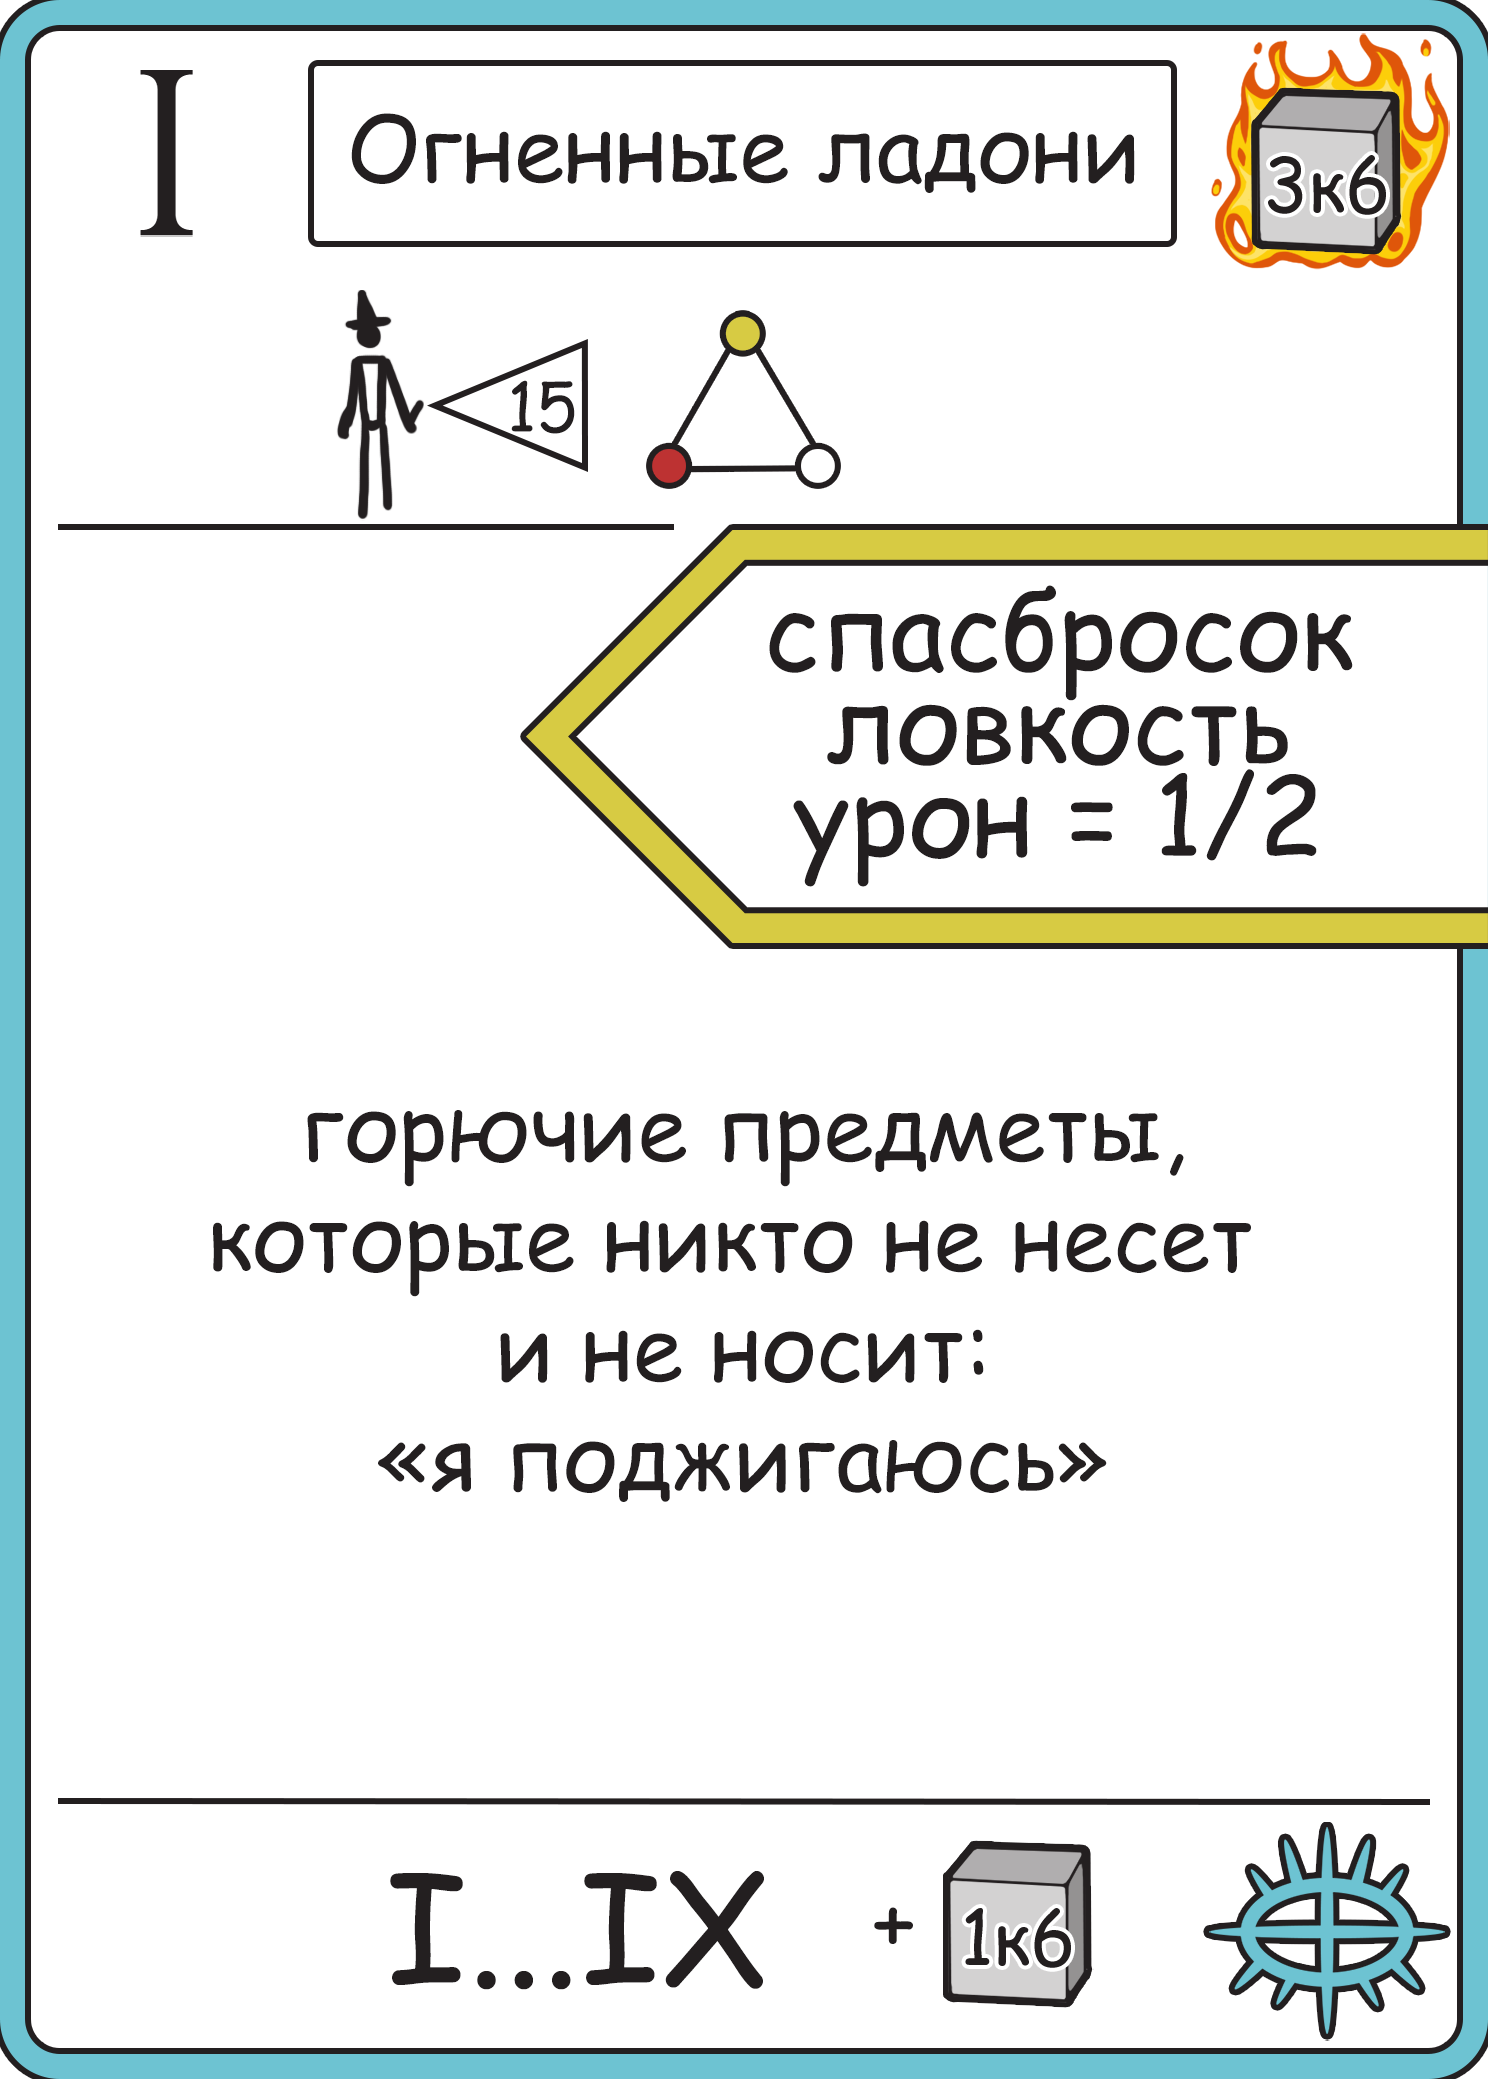 I
Огненные ладони
3к6
15
спасбросок
ловкость
урон = 1/2
горючие предметы,
которые никто не несет
и не носит:
«я поджигаюсь»
I...IX + 1к6